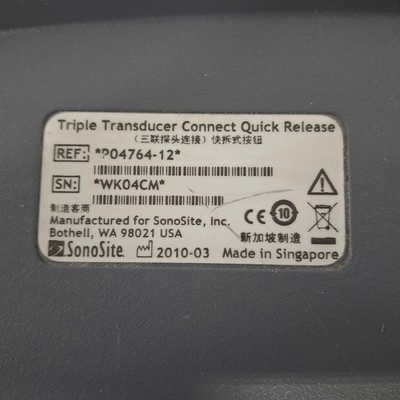 Triple Transducer Connect Quick Release
(三联探头连接) 快拆式按钮
REF: *P04764-12*
SN: *WK04CM*
制造客商
Manufactured for SonoSite, Inc.
Bothell, WA 98021 USA
CE 10
新加坡制造
SonoSite 2010-03 Made in Singapore